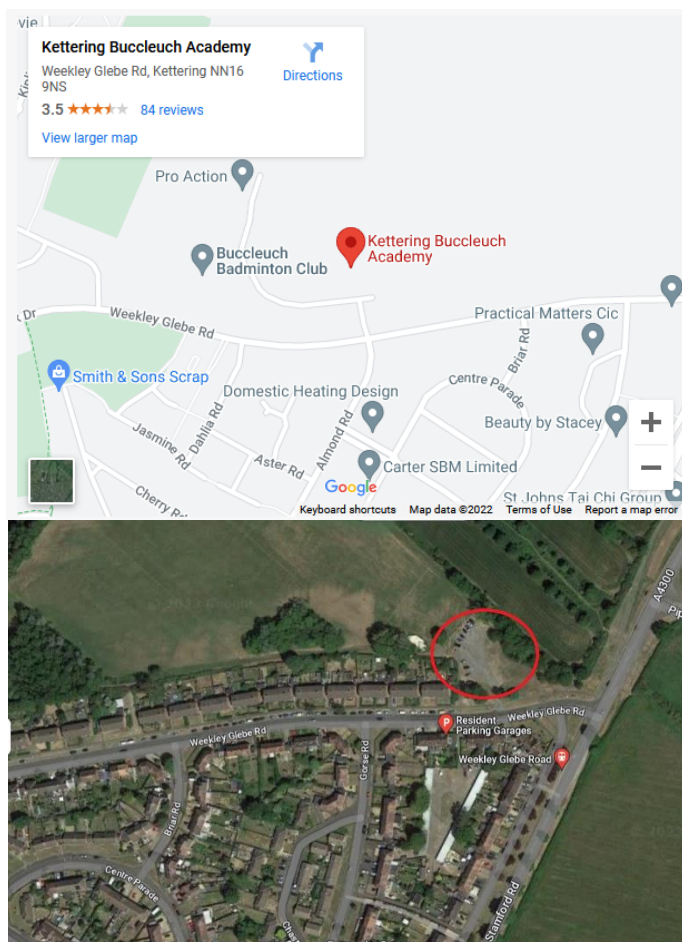 Kettering Buccleuch Academy
Directions
Weekley Glebe Rd, Kettering NN16
9NS
3.5
84 reviews
View larger map
Pro Action
Buccleuch
Badminton Club
Kettering Buccleuch
Academy
Practical Matters Cic
Dr
Weekley Glebe Rd
Briar Rd
Smith & Sons Scrap
Domestic Heating Design
Centre Parade
Beauty by Stacey
Dahlia Rd
Almond Rd
Jasmine Rd
Aster Rd
Carter SBM Limited
Cherry Rd
Google
St Johns Tai Chi Group
Keyboard shortcuts
Map data ©2022
Terms of Use
Report a map error
A4300
Weekley Glebe Rd
Resident
Parking Garages
Weekley Glebe Rd
Gorse Rd
Weekley Glebe Road
Briar Rd
Centre Parade
Stamford Rd